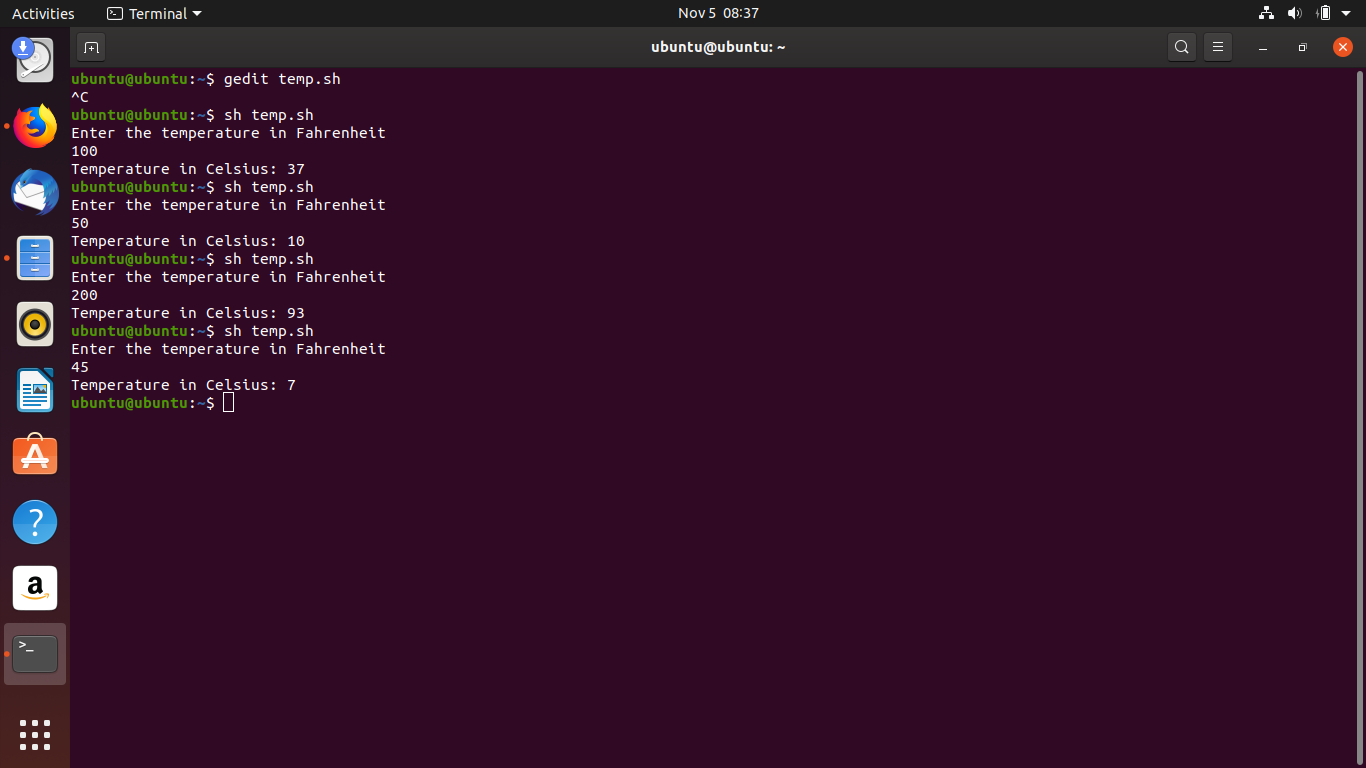 Activities
Terminal
Nov 5 08:37
ubuntu@ubuntu: ~
ubuntu@ubuntu:~$ gedit temp.sh
^C
ubuntu@ubuntu:~$ sh temp.sh
Enter the temperature in Fahrenheit
100
Temperature in Celsius: 37
ubuntu@ubuntu:~$ sh temp.sh
Enter the temperature in Fahrenheit
50
Temperature in Celsius: 10
ubuntu@ubuntu:~$ sh temp.sh
Enter the temperature in Fahrenheit
200
Temperature in Celsius: 93
ubuntu@ubuntu:~$ sh temp.sh
Enter the temperature in Fahrenheit
45
Temperature in Celsius: 7
ubuntu@ubuntu:~$